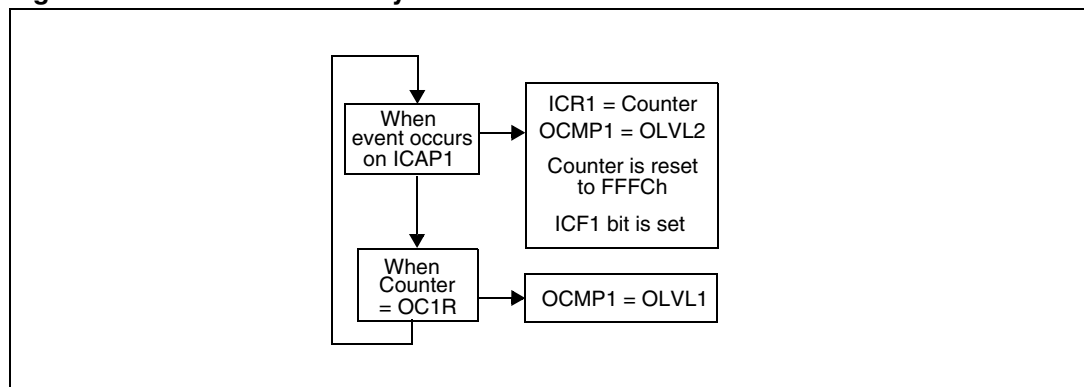 When
event occurs
on ICAP1
ICR1 = Counter
OCMP1 = OLVL2
Counter is reset
to FFFCh
ICF1 bit is set
When
Counter
= OC1R
OCMP1 = OLVL1